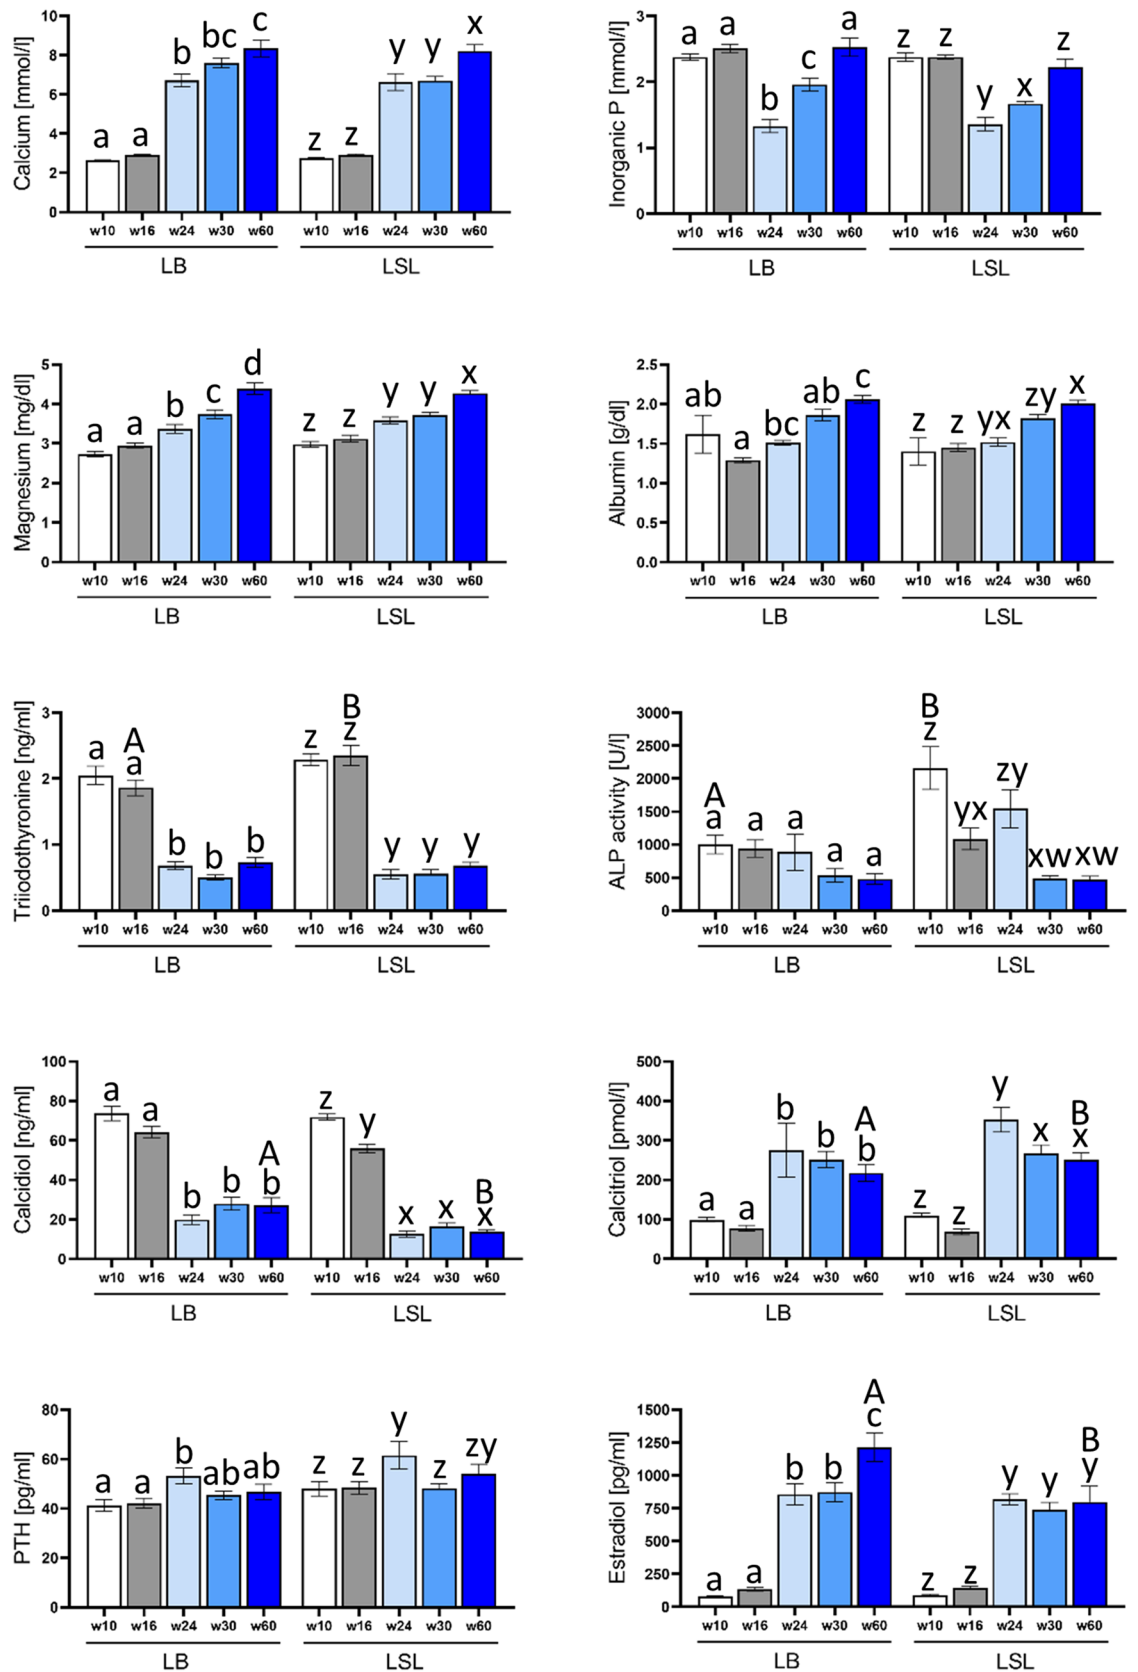 Calcium [mmol/l]
10
8
6
4
2
0
a a b bc c z z y y x
w10 w16 w24 w30 w60 w10 w16 w24 w30 w60
LB LSL
Inorganic P [mmol/l]
3
2
1
0
a a b c a z z y x z
w10 w16 w24 w30 w60 w10 w16 w24 w30 w60
LB LSL
Magnesium [mg/dl]
5
4
3
2
1
0
a a b c d z z y y x
w10 w16 w24 w30 w60 w10 w16 w24 w30 w60
LB LSL
Albumin [g/dl]
2.5
2.0
1.5
1.0
0.5
0.0
ab a bc ab c z z yx zy x
w10 w16 w24 w30 w60 w10 w16 w24 w30 w60
LB LSL
Triiodothyronine [ng/ml]
3
2
1
0
A B
a a b b b z z y y y
w10 w16 w24 w30 w60 w10 w16 w24 w30 w60
LB LSL
ALP activity [U/l]
3000
2500
2000
1500
1000
500
0
A B
a a a a a z yx zy xw xw
w10 w16 w24 w30 w60 w10 w16 w24 w30 w60
LB LSL
Calcidiol [ng/ml]
100
80
60
40
20
0
A B
a a b b b z y x x x
w10 w16 w24 w30 w60 w10 w16 w24 w30 w60
LB LSL
Calcitriol [pmol/l]
500
400
300
200
100
0
A B
a a b b b z z y x x
w10 w16 w24 w30 w60 w10 w16 w24 w30 w60
LB LSL
PTH [pg/ml]
80
60
40
20
0
a a b ab ab z z y z zy
w10 w16 w24 w30 w60 w10 w16 w24 w30 w60
LB LSL
Estradiol [pg/ml]
1500
1250
1000
750
500
250
0
A B
a a b b c z z y y y
w10 w16 w24 w30 w60 w10 w16 w24 w30 w60
LB LSL